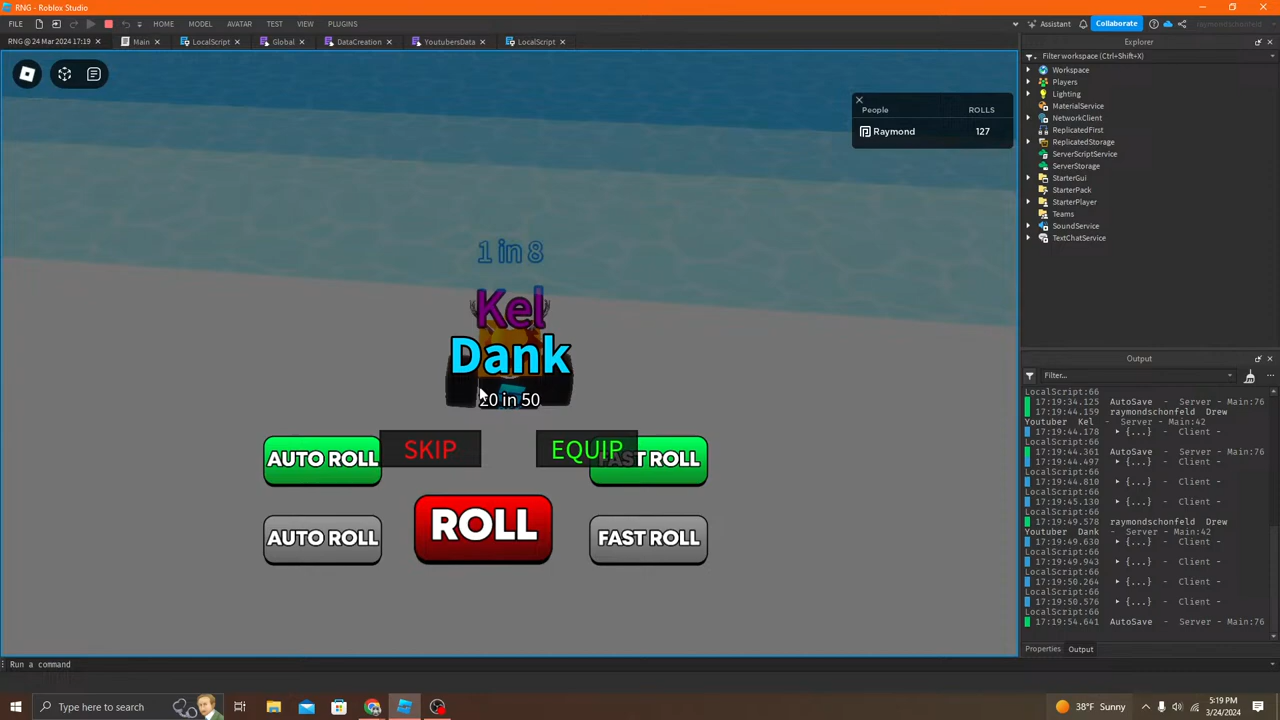 RNG - Roblox Studio
FILE HOME MODEL AVATAR TEST VIEW PLUGINS Assistant Collaborate raymondschonfeld
RNG @ 24 Mar 2024 17:19 Main LocalScript Global DataCreation YoutubersData LocalScript
Explorer
Filter workspace (Ctrl+Shift+X)
Workspace
Players
Lighting
MaterialService
NetworkClient
ReplicatedFirst
ReplicatedStorage
ServerScriptService
ServerStorage
StarterGui
StarterPack
StarterPlayer
Teams
SoundService
TextChatService
People ROLLS
Raymond 127
1 in 8
Kel
Dank
20 in 50
SKIP EQUIP
AUTO ROLL FAST ROLL
ROLL
AUTO ROLL FAST ROLL
Output
Filter...
LocalScript:66
17:19:34.125 AutoSave - Server - Main:76
17:19:44.159 raymondschonfeld Drew
Youtuber Kel - Server - Main:42
17:19:44.178 ▶ {...} - Client -
LocalScript:66
17:19:44.361 AutoSave - Server - Main:76
17:19:44.497 ▶ {...} - Client -
LocalScript:66
17:19:44.810 ▶ {...} - Client -
LocalScript:66
17:19:45.130 ▶ {...} - Client -
LocalScript:66
17:19:49.578 raymondschonfeld Drew
Youtuber Dank - Server - Main:42
17:19:49.630 ▶ {...} - Client -
LocalScript:66
17:19:49.943 ▶ {...} - Client -
LocalScript:66
17:19:50.264 ▶ {...} - Client -
LocalScript:66
17:19:50.576 ▶ {...} - Client -
LocalScript:66
17:19:54.641 AutoSave - Server - Main:76
Properties Output
Run a command
Type here to search
38°F Sunny
5:19 PM
3/24/2024